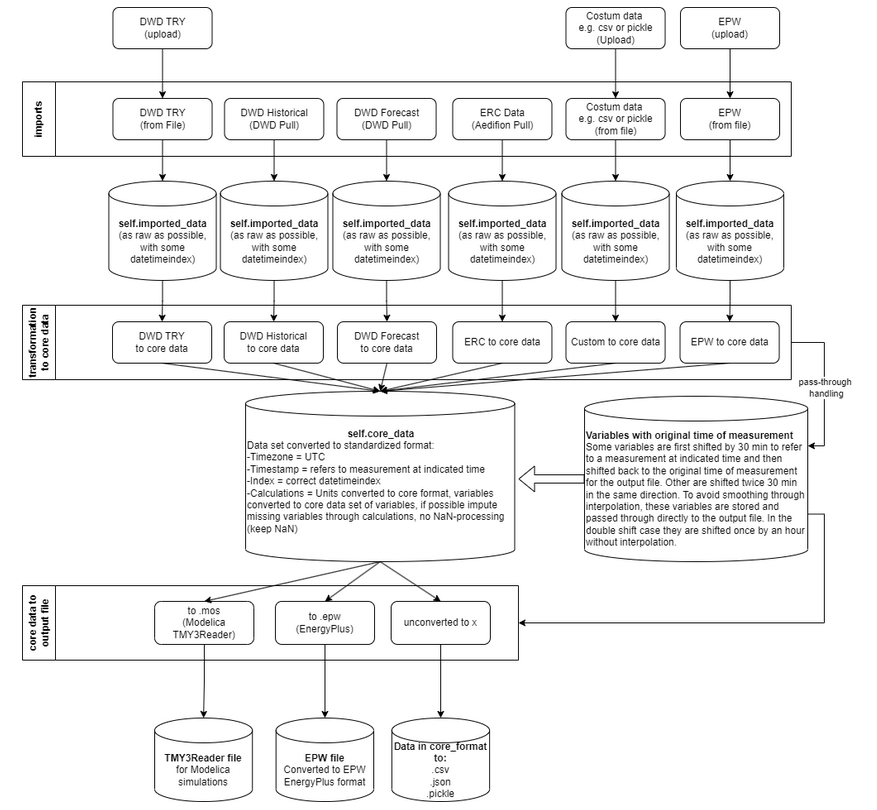 DWD TRY
(upload)
Costum data
e.g. csv or pickle
(Upload)
EPW
(upload)
imports
DWD TRY
(from File)
DWD Historical
(DWD Pull)
DWD Forecast
(DWD Pull)
ERC Data
(Aedifion Pull)
Costum data
e.g. csv or pickle
(from file)
EPW
(from file)
self.imported_data
(as raw as possible,
with some
datetimeindex)
self.imported_data
(as raw as possible,
with some
datetimeindex)
self.imported_data
(as raw as possible,
with some
datetimeindex)
self.imported_data
(as raw as possible,
with some
datetimeindex)
self.imported_data
(as raw as possible,
with some
datetimeindex)
self.imported_data
(as raw as possible,
with some
datetimeindex)
transformation
to core data
DWD TRY
to core data
DWD Historical
to core data
DWD Forecast
to core data
ERC to core data
Custom to core data
EPW to core data
pass-through
handling
self.core_data
Data set converted to standardized format:
-Timezone = UTC
-Timestamp = refers to measurement at indicated time
-Index = correct datetimeindex
-Calculations = Units converted to core format, variables
converted to core data set of variables, if possible impute
missing variables through calculations, no NaN-processing
(keep NaN)
Variables with original time of measurement
Some variables are first shifted by 30 min to refer
to a measurement at indicated time and then
shifted back to the original time of measurement
for the output file. Other are shifted twice 30 min
in the same direction. To avoid smoothing through
interpolation, these variables are stored and
passed through directly to the output file. In the
double shift case they are shifted once by an hour
without interpolation.
core data to
output file
to .mos
(Modelica
TMY3Reader)
to .epw
(EnergyPlus)
unconverted to x
TMY3Reader file
for Modelica
simulations
EPW file
Converted to EPW
EnergyPlus format
Data in core_format
to:
.csv
.json
.pickle